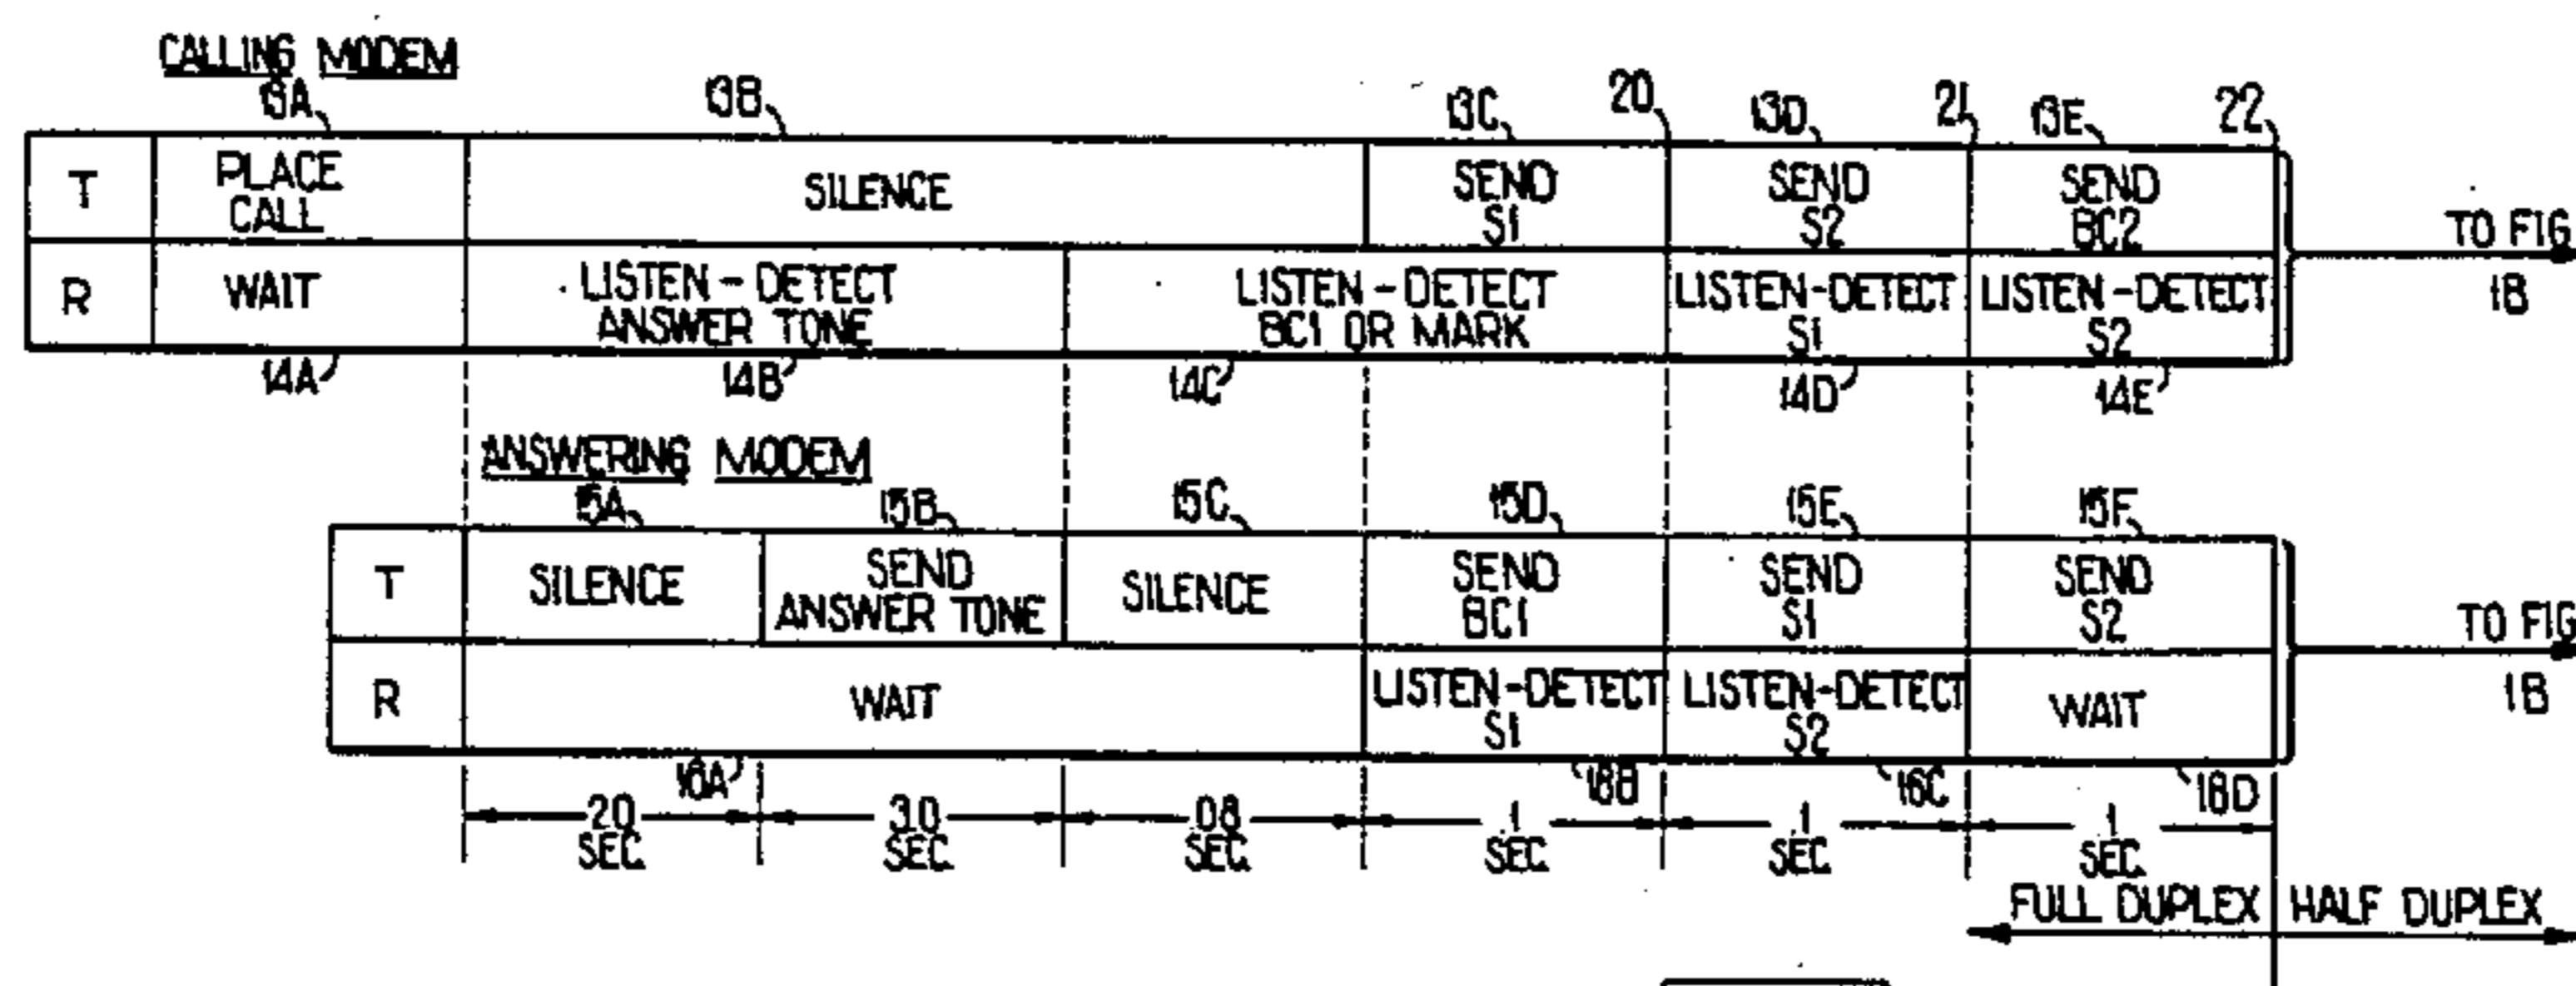 CALLING MODEM
13A 13B 13C 20 13D 21 13E 22
T PLACE CALL SILENCE SEND S1 SEND S2 SEND BC2
R WAIT LISTEN-DETECT ANSWER TONE LISTEN-DETECT BC1 OR MARK LISTEN-DETECT S1 LISTEN-DETECT S2
TO FIG
1B
14A 14B 14C 14D 14E
ANSWERING MODEM
15A 15B 15C 15D 15E 15F
T SILENCE SEND ANSWER TONE SILENCE SEND BC1 SEND S1 SEND S2
R WAIT LISTEN-DETECT S1 LISTEN-DETECT S2 WAIT
TO FIG
1B
16A 16B 16C 16D
2.0 SEC. 3.0 SEC. .08 SEC. .1 SEC. .1 SEC. .1 SEC.
FULL DUPLEX HALF DUPLEX